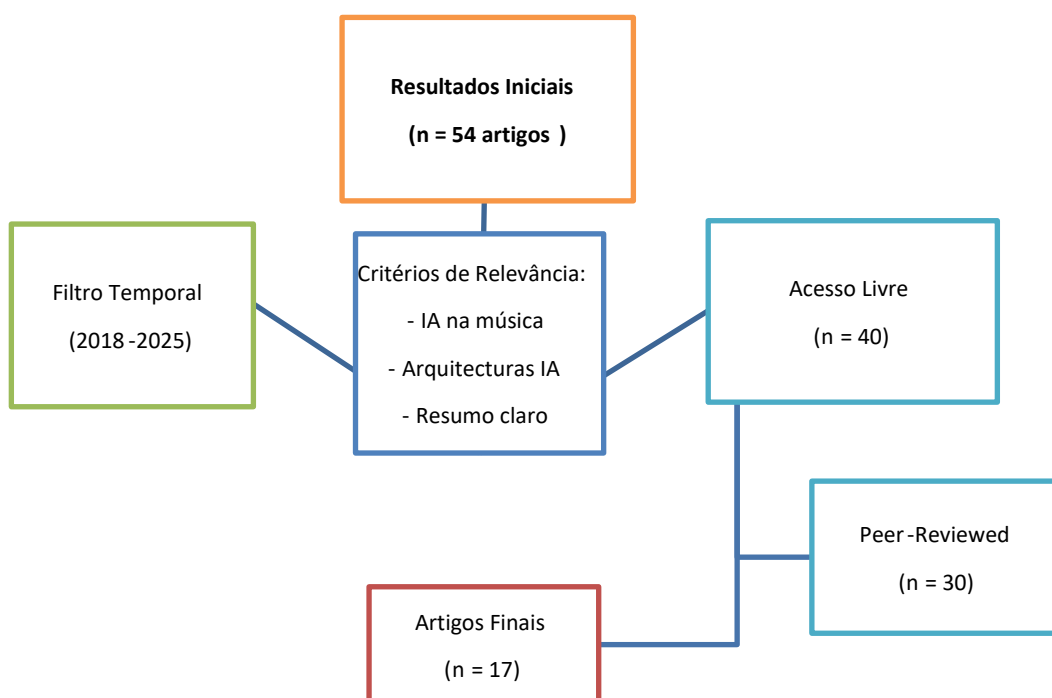 Resultados Iniciais
(n = 54 artigos )
Filtro Temporal
(2018 -2025)
Critérios de Relevância:
- IA na música
- Arquitecturas IA
- Resumo claro
Acesso Livre
(n = 40)
Peer -Reviewed
(n = 30)
Artigos Finais
(n = 17)